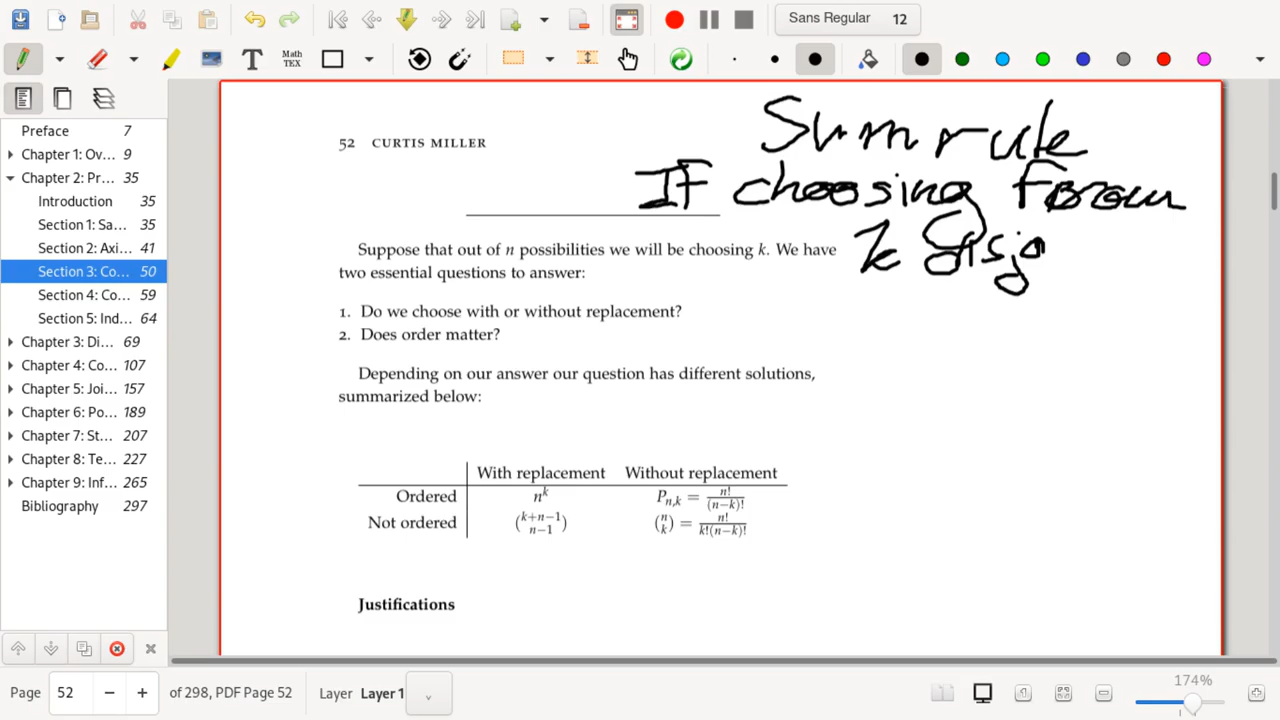 Sans Regular 12
Math
TEX
Preface 7
Chapter 1: Ov... 9
Chapter 2: Pr... 35
Introduction 35
Section 1: Sa... 35
Section 2: Axi... 41
Section 3: Co... 50
Section 4: Co... 59
Section 5: Ind... 64
Chapter 3: Di... 69
Chapter 4: Co... 107
Chapter 5: Joi... 157
Chapter 6: Po... 189
Chapter 7: St... 207
Chapter 8: Te... 227
Chapter 9: Inf... 265
Bibliography 297
52 CURTIS MILLER
Sum rule
If choosing from
k disjo
Suppose that out of n possibilities we will be choosing k. We have
two essential questions to answer:
1. Do we choose with or without replacement?
2. Does order matter?
Depending on our answer our question has different solutions,
summarized below:
With replacement Without replacement
Ordered n^k P_{n,k} = n!/(n−k)!
Not ordered (k+n−1 n−1) (n k) = n!/k!(n−k)!
Justifications
Page 52 − + of 298, PDF Page 52 Layer Layer 1 174%